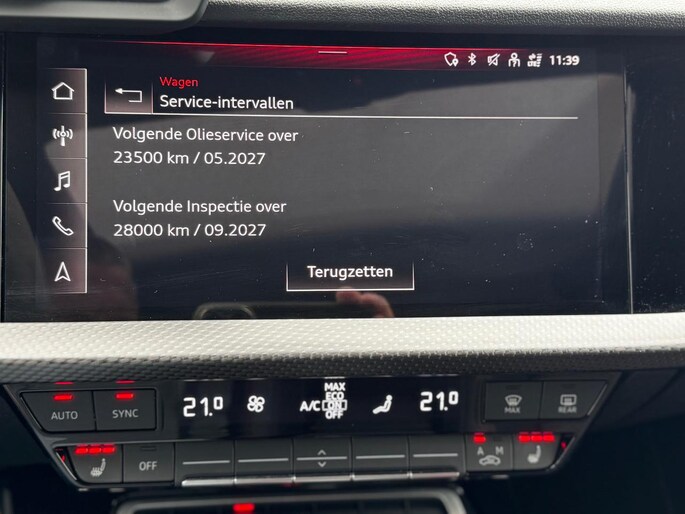 11:39
Wagen
Service-intervallen
Volgende Olieservice over
23500 km / 05.2027
Volgende Inspectie over
28000 km / 09.2027
Terugzetten
AUTO
SYNC
21.0
A/C
MAX
ECO
ON
OFF
21.0
MAX
REAR
OFF
A M